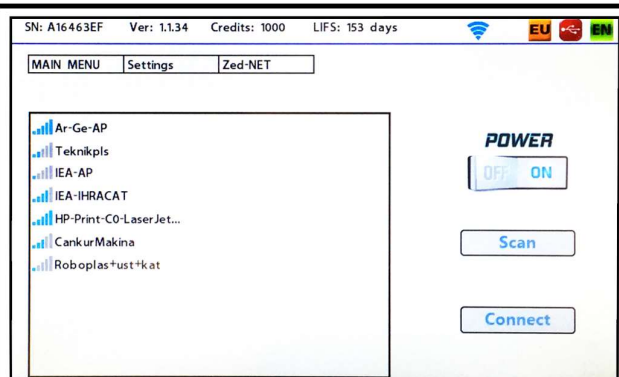 SN: A16463EF Ver: 1.1.34 Credits: 1000 LIFS: 153 days EU EN
MAIN MENU Settings Zed-NET
Ar-Ge-AP
Teknikpls
IEA-AP
IEA-IHRACAT
HP-Print-C0-LaserJet...
CankurMakina
Roboplas+ust+kat
POWER
OFF ON
Scan
Connect